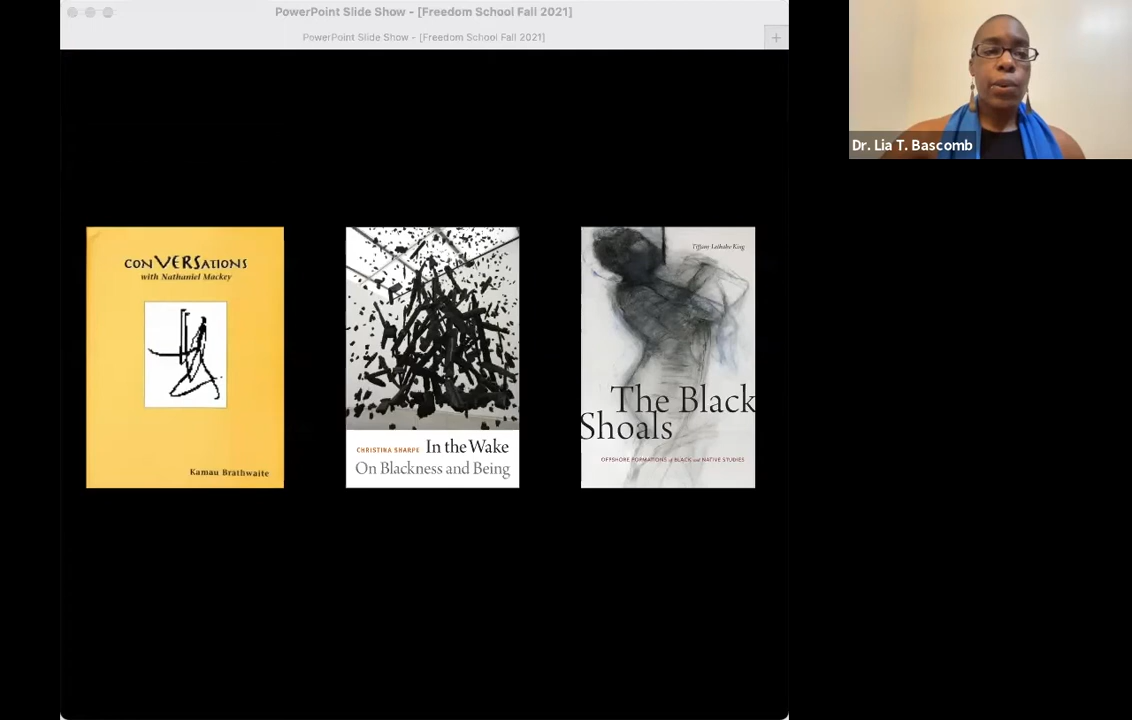 PowerPoint Slide Show - [Freedom School Fall 2021]
PowerPoint Slide Show - [Freedom School Fall 2021]
+
Dr. Lia T. Bascomb
conVERSations
with Nathaniel Mackey
Kamau Brathwaite
CHRISTINA SHARPE In the Wake
On Blackness and Being
Tiffany Lethabo King
The Black
Shoals
OFFSHORE FORMATIONS of BLACK and NATIVE STUDIES